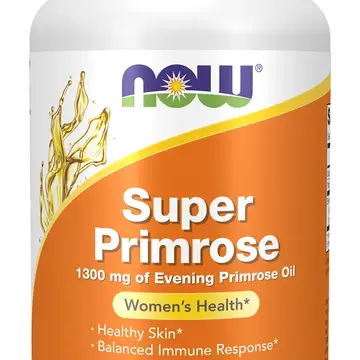 NOW®
Super
Primrose
1300 mg of Evening Primrose Oil
Women's Health*
• Healthy Skin*
• Balanced Immune Response*